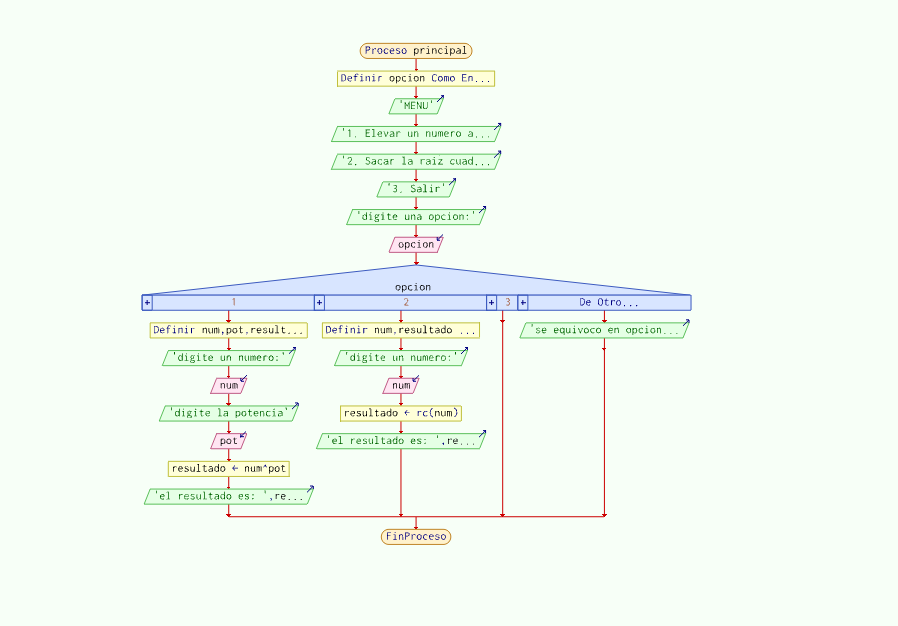 Proceso principal
Definir opcion Como En...
'MENU'
'1. Elevar un numero a...
'2. Sacar la raiz cuad...
'3. Salir'
'digite una opcion:'
opcion
opcion
+ 1 + 2 + 3 + De Otro...
Definir num,pot,result... Definir num,resultado ... 'se equivoco en opcion...
'digite un numero:' 'digite un numero:'
num num
'digite la potencia' resultado ← rc(num)
pot 'el resultado es: ',re...
resultado ← num^pot
'el resultado es: ',re...
FinProceso